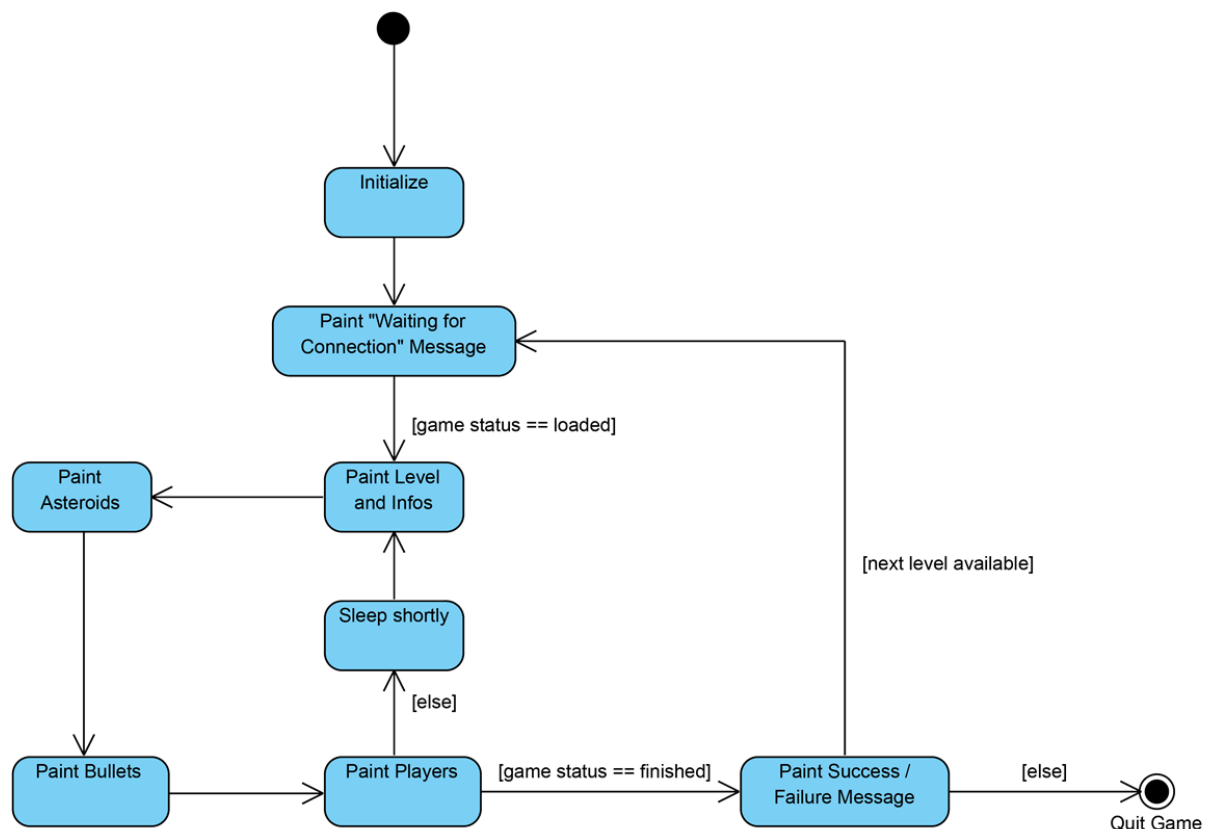 Initialize
Paint "Waiting for
Connection" Message
[game status == loaded]
Paint
Asteroids
Paint Level
and Infos
[next level available]
Sleep shortly
[else]
Paint Bullets
Paint Players
[game status == finished]
Paint Success /
Failure Message
[else]
Quit Game